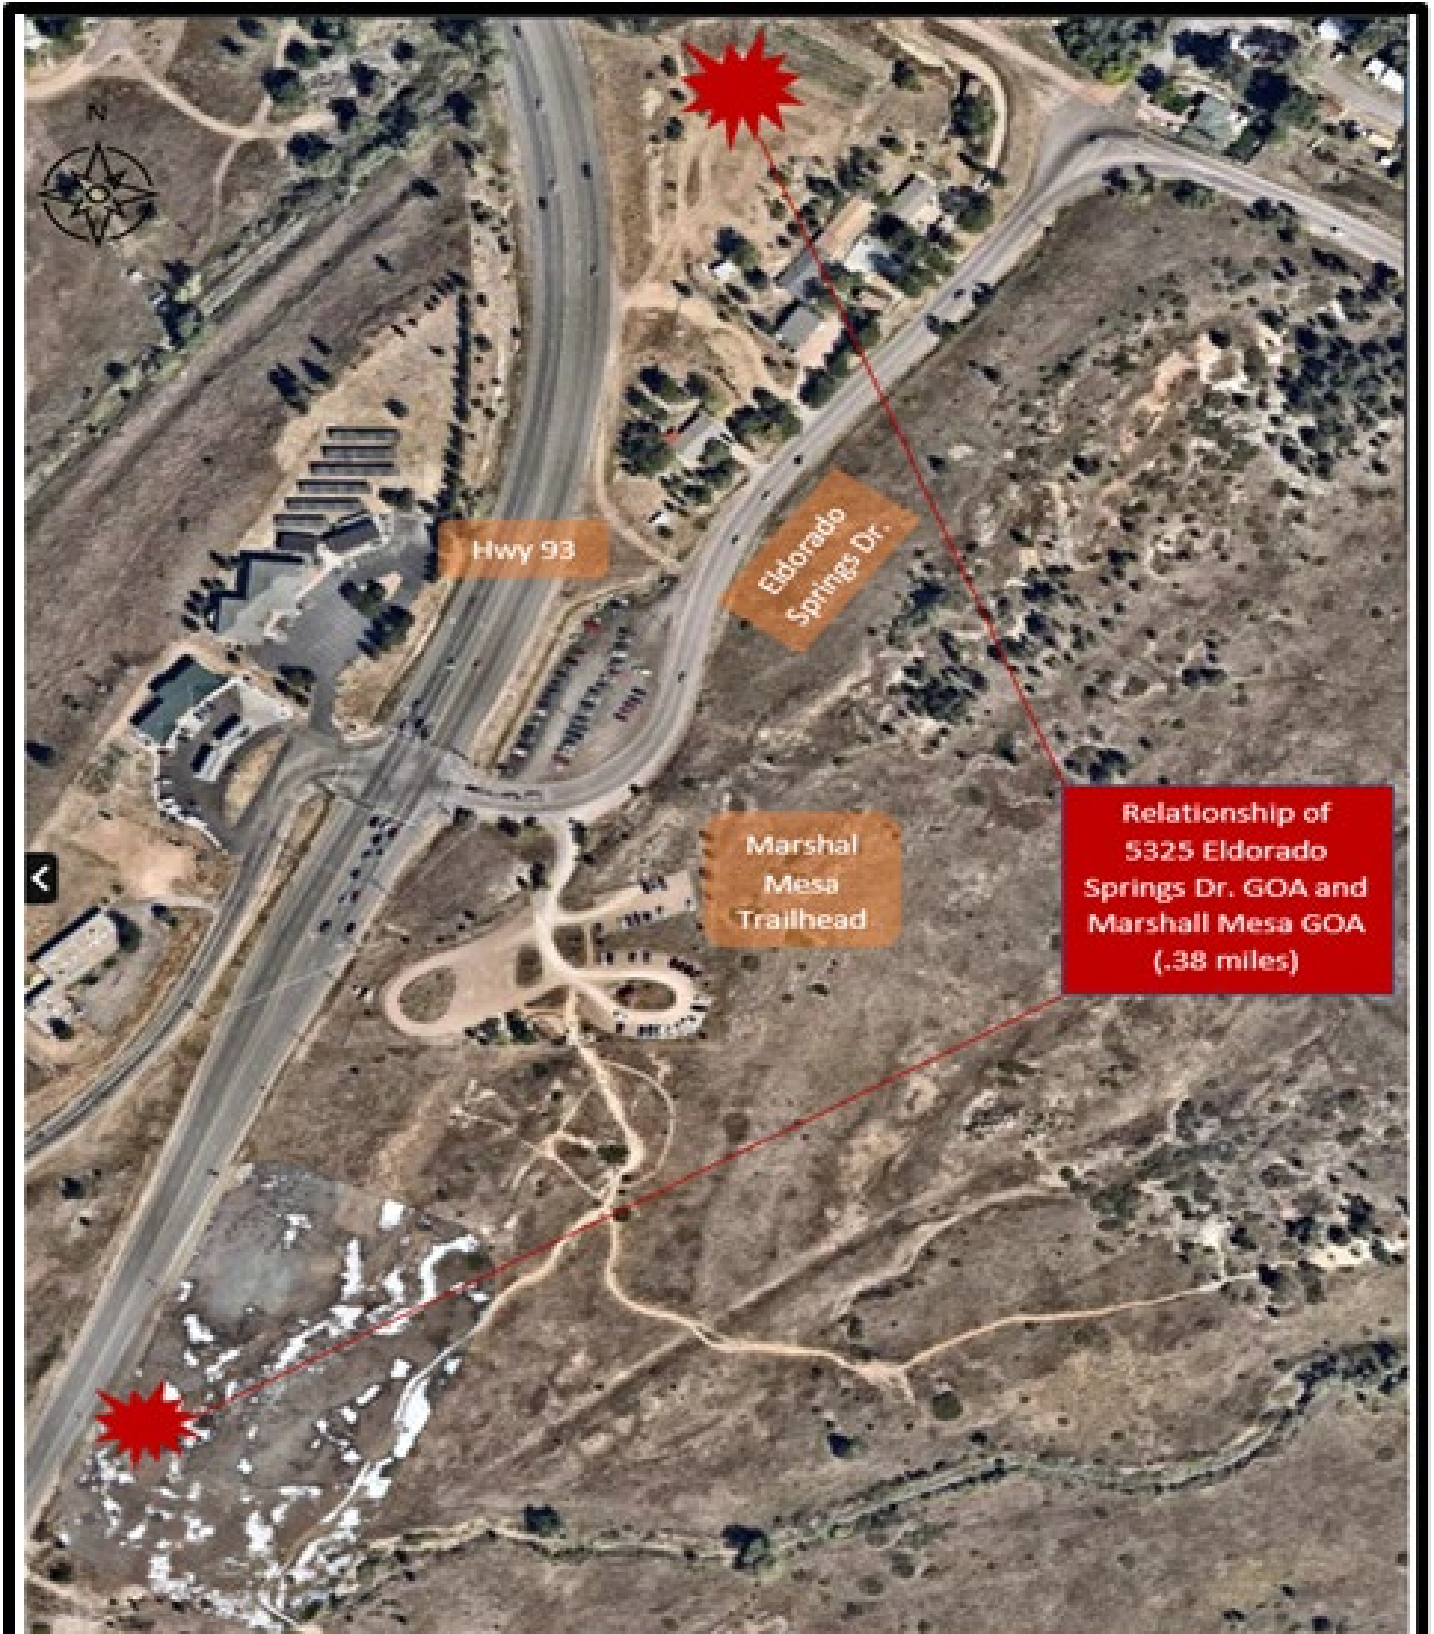 N
Hwy 93
Eldorado
Springs Dr.
Marshal
Mesa
Trailhead
Relationship of
5325 Eldorado
Springs Dr. GOA and
Marshall Mesa GOA
(.38 miles)